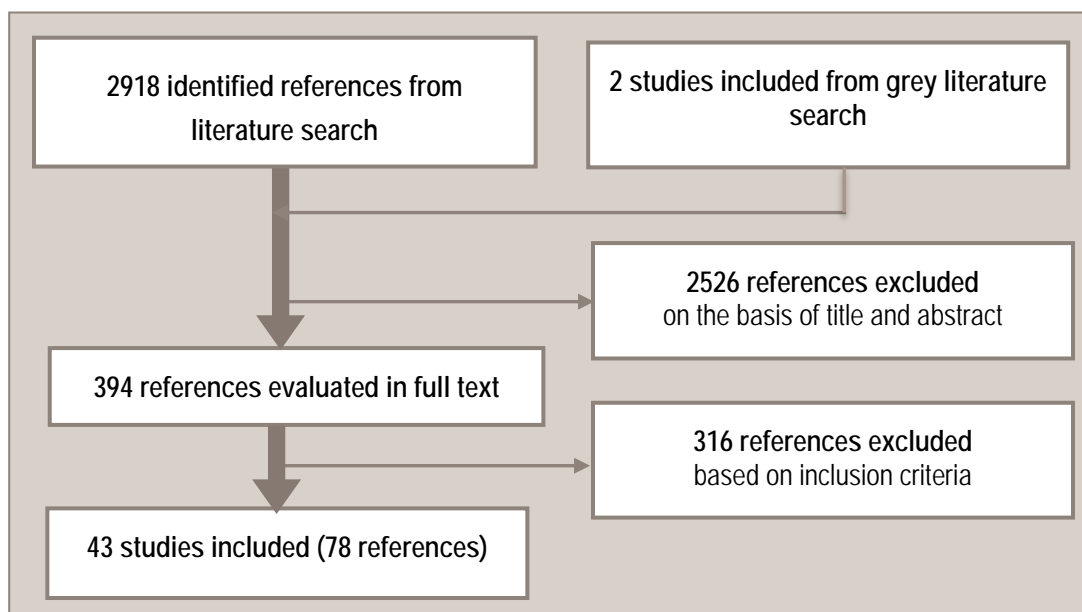 2918 identified references from
literature search
2 studies included from grey literature
search
2526 references excluded
on the basis of title and abstract
394 references evaluated in full text
316 references excluded
based on inclusion criteria
43 studies included (78 references)